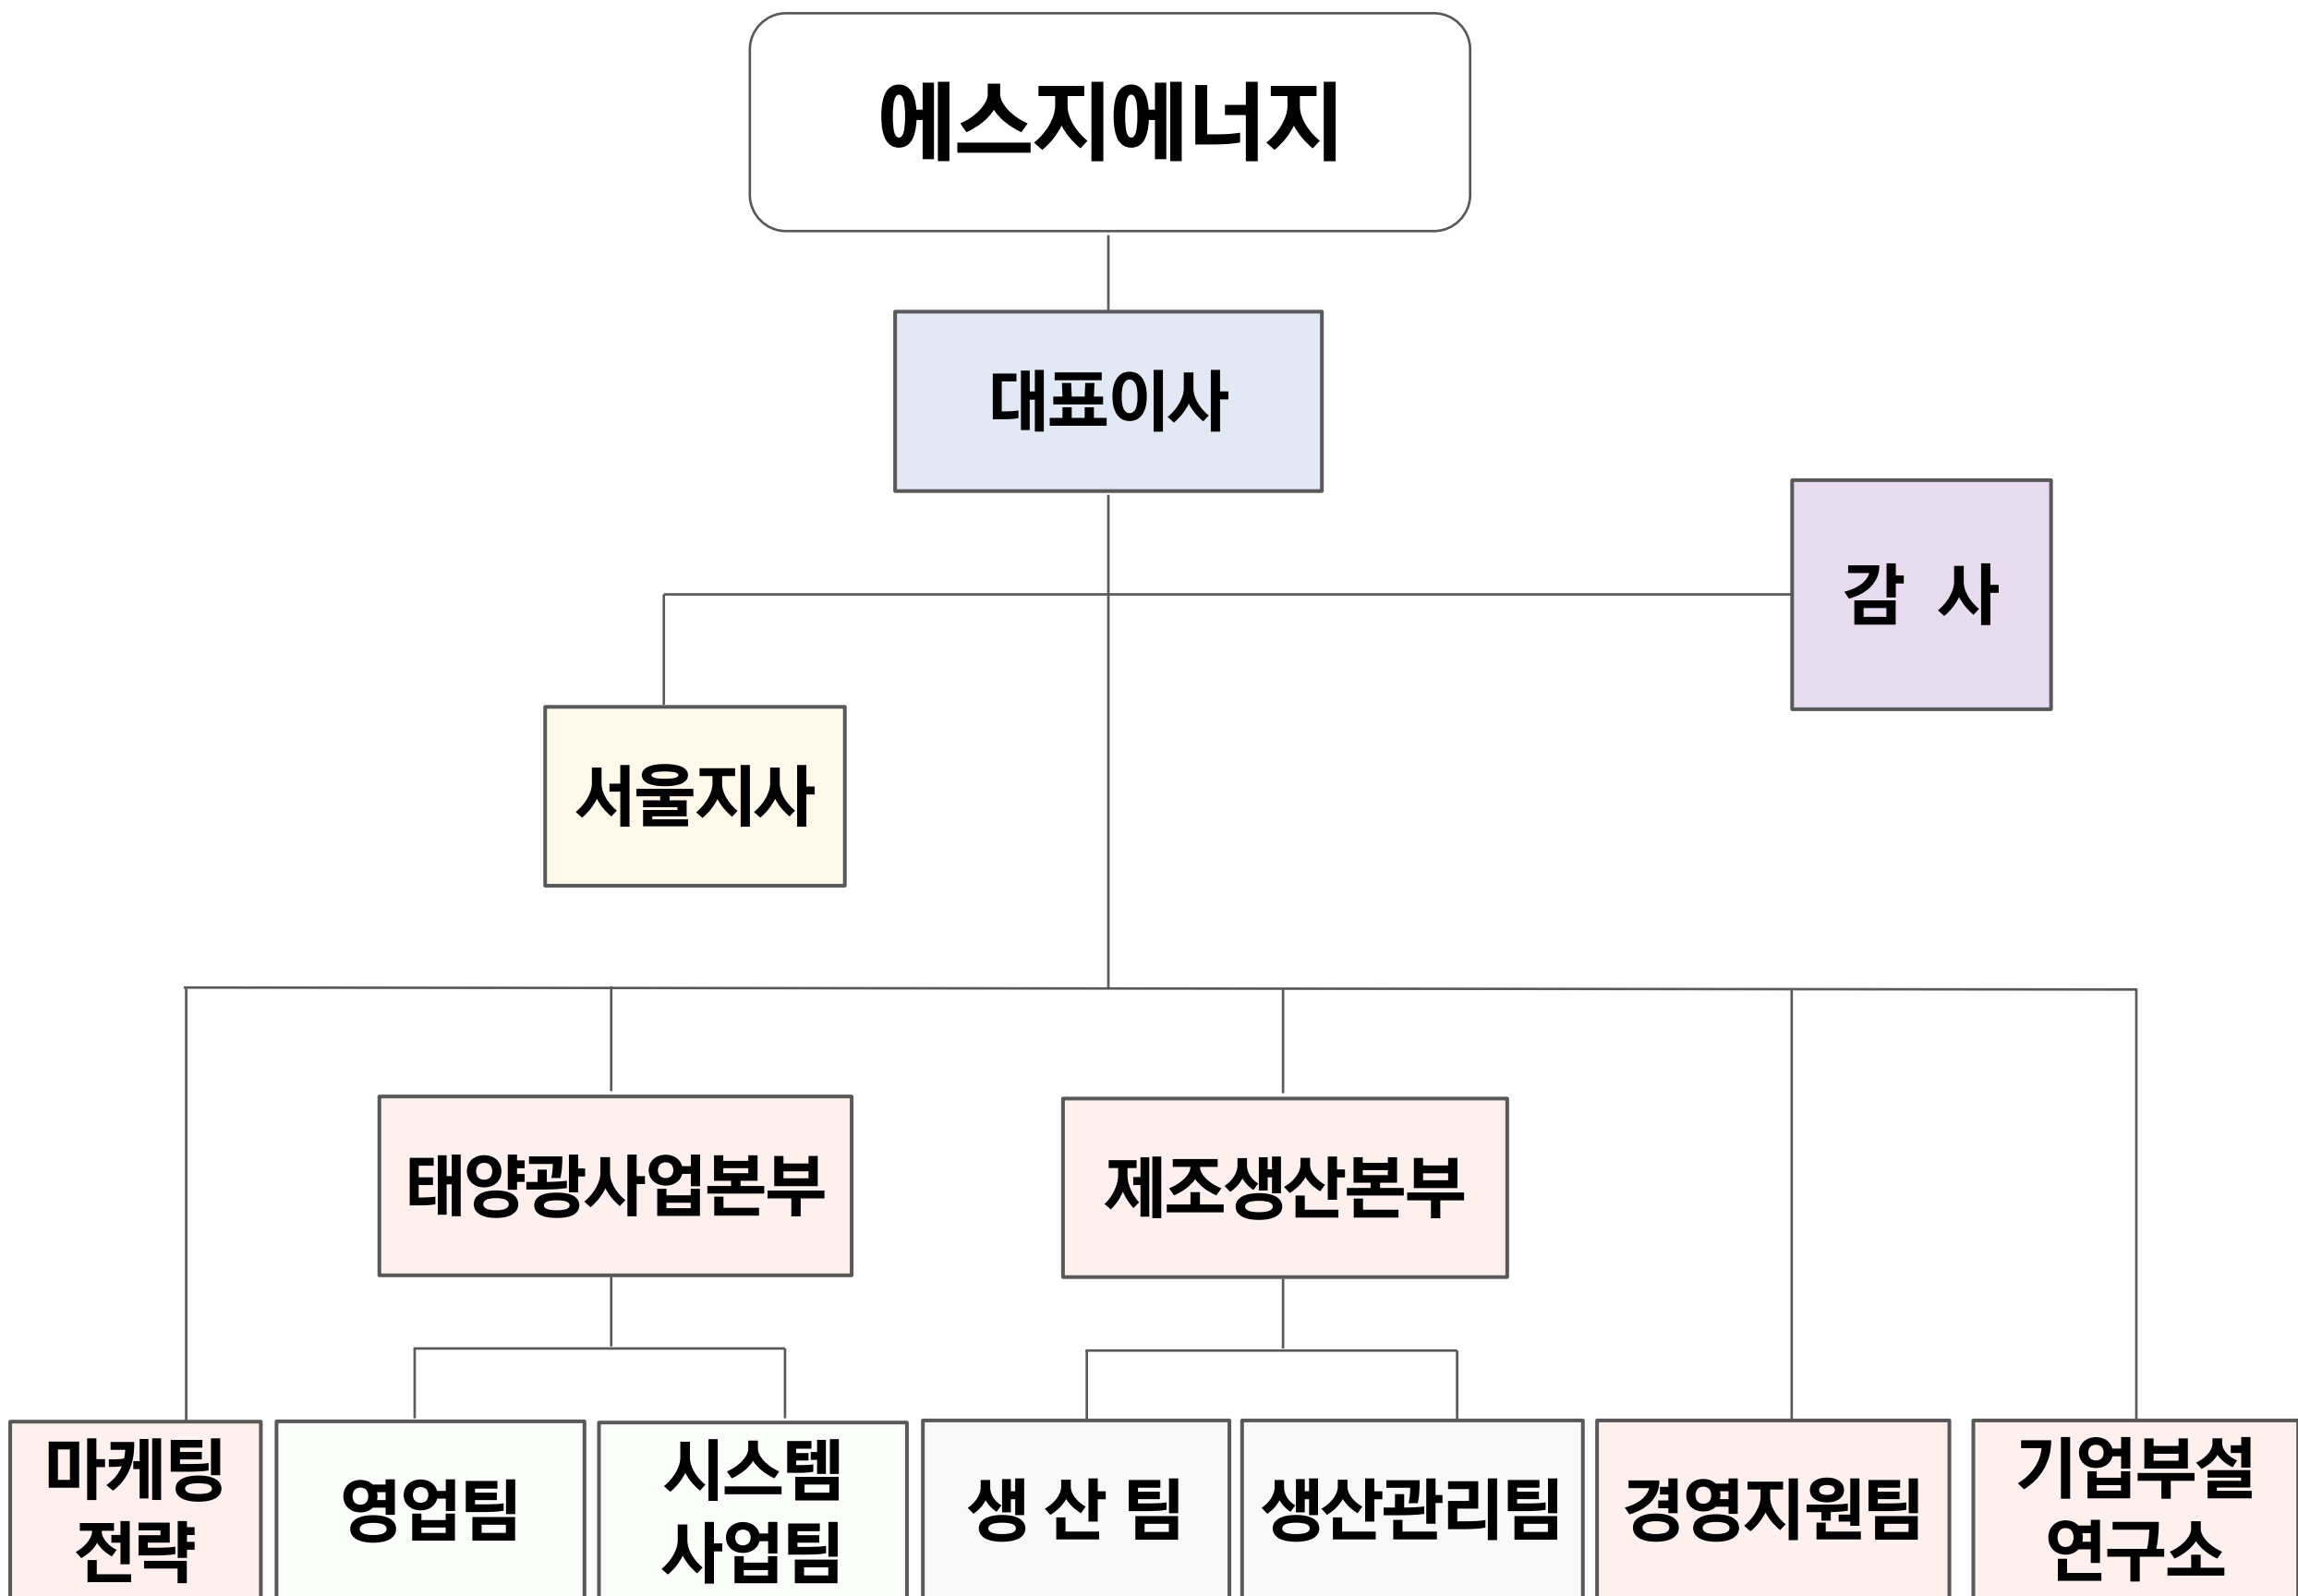 에스지에너지
대표이사
감 사
서울지사
태양광사업본부
제조생산본부
마케팅
전략
영업팀
시스템
사업팀
생산팀
생산관리팀
경영지원팀
기업부설
연구소